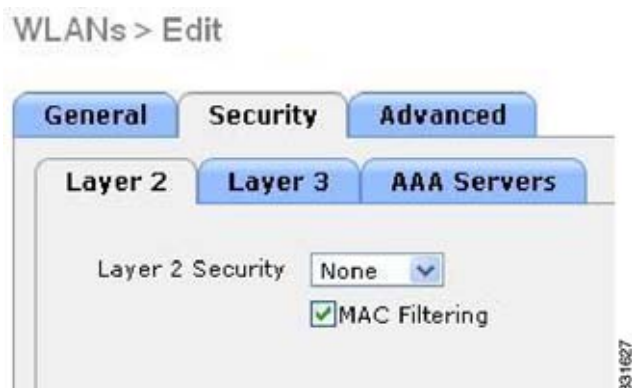 WLANs > Edit
General Security Advanced
Layer 2 Layer 3 AAA Servers
Layer 2 Security None
MAC Filtering
331627